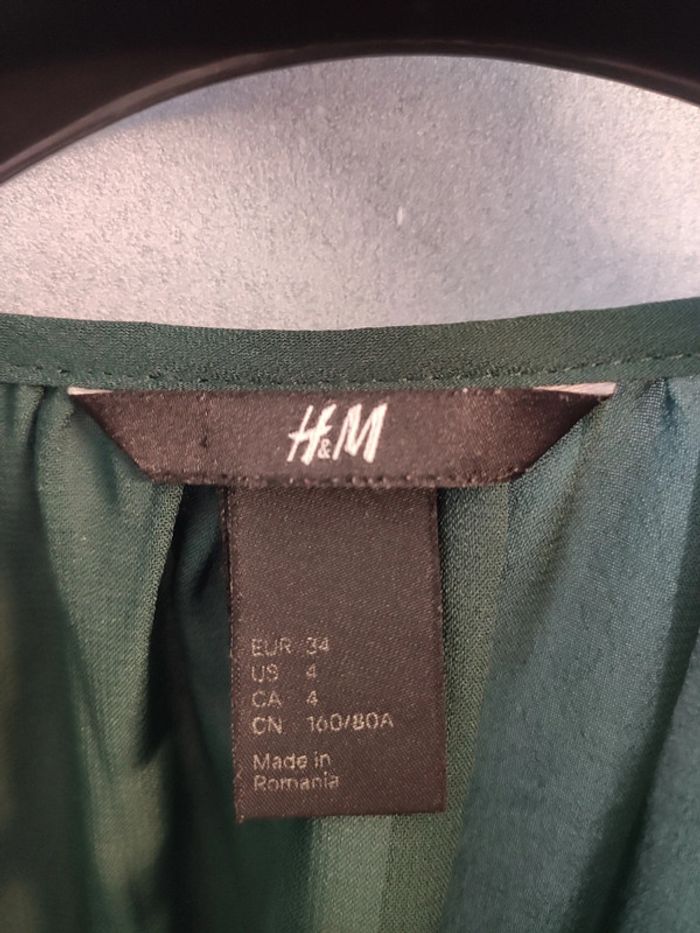 H&M
EUR 34
US 4
CA 4
CN 160/80A
Made in
Romania